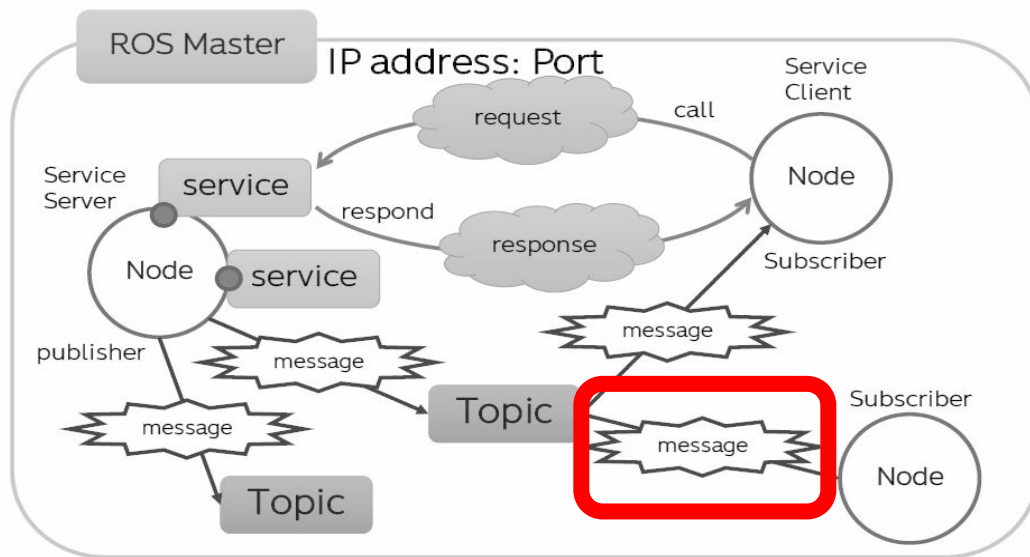 ROS Master
IP address: Port
Service
Client
request
call
Node
Service
Server
service
respond
response
Node
service
Subscriber
publisher
message
message
message
Topic
message
Subscriber
Node
Topic